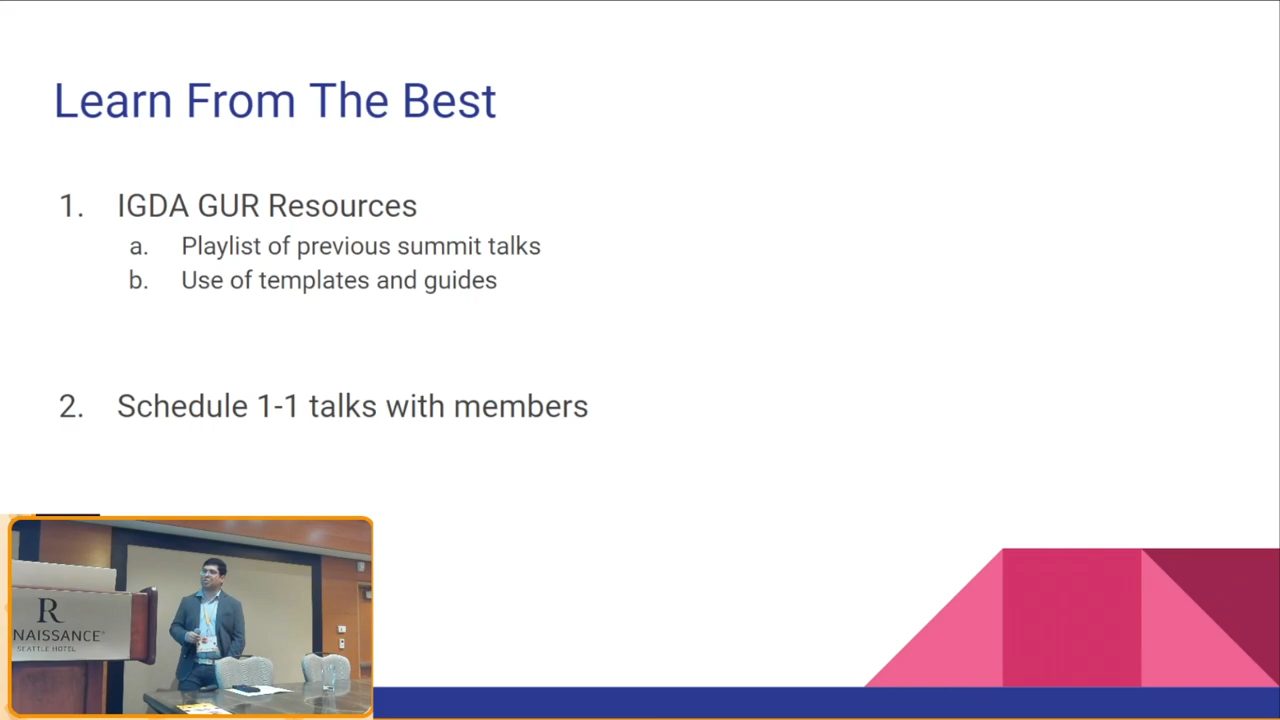 Learn From The Best
1. IGDA GUR Resources
a. Playlist of previous summit talks
b. Use of templates and guides
2. Schedule 1-1 talks with members
R
NAISSANCE
SEATTLE HOTEL